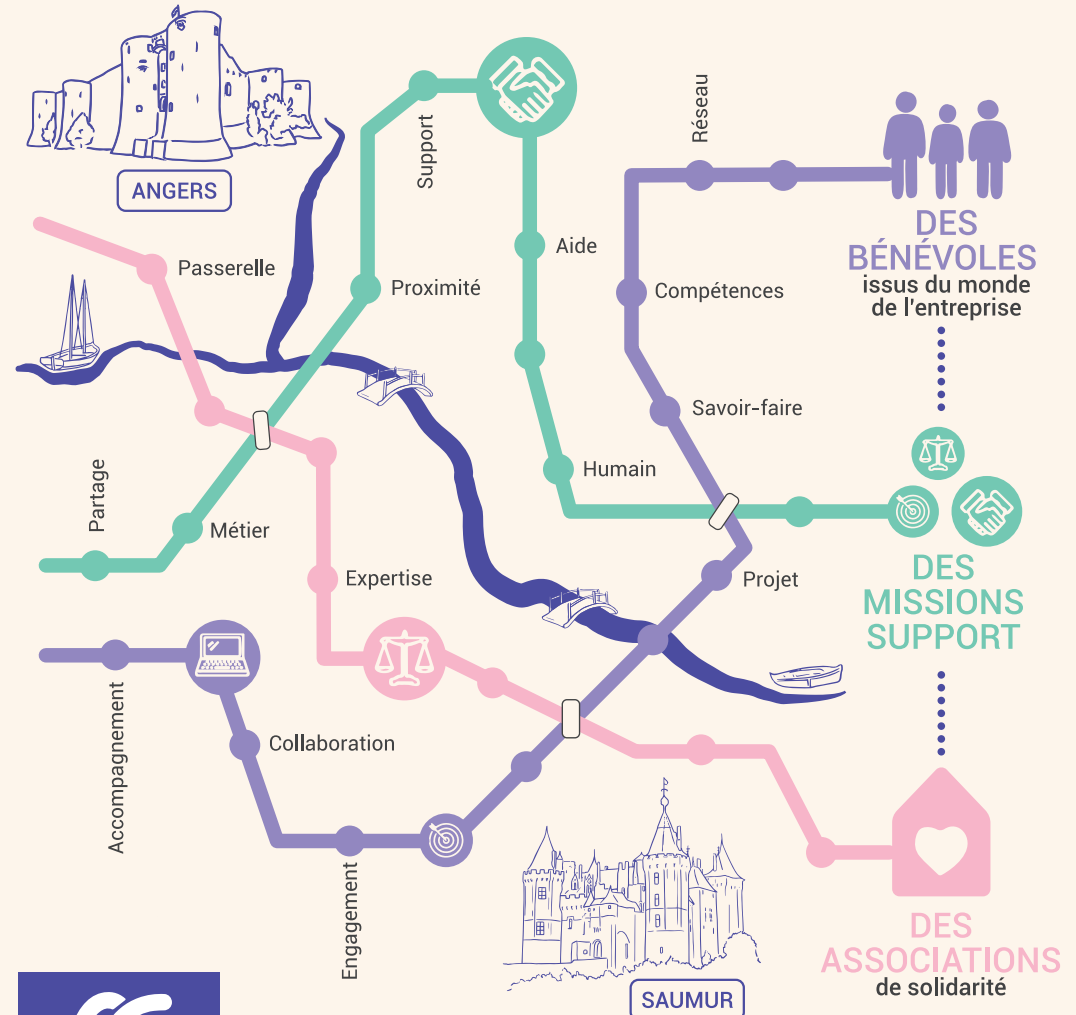 ANGERS
Support
Réseau
DES
BÉNÉVOLES
issus du monde
de l'entreprise
Aide
Passerelle
Proximité
Compétences
Savoir-faire
Partage
Humain
Métier
Expertise
Projet
DES
MISSIONS
SUPPORT
Accompagnement
Collaboration
Engagement
DES
ASSOCIATIONS
de solidarité
SAUMUR